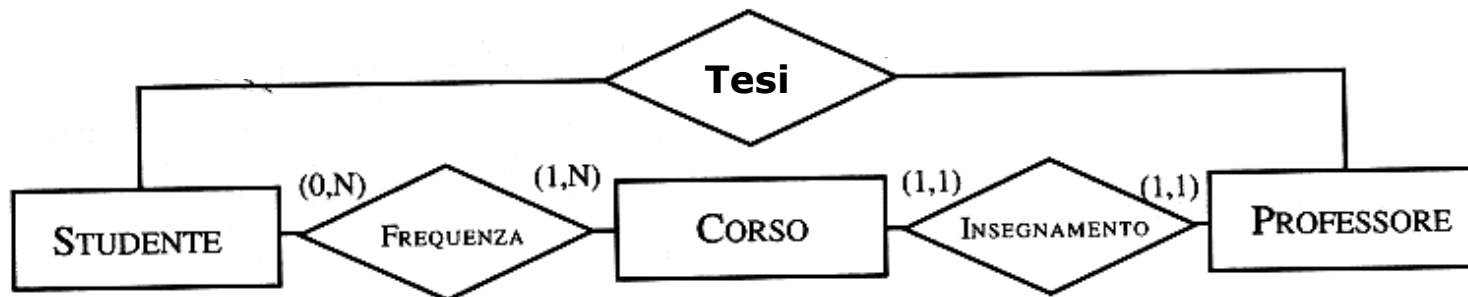 Tesi
(0,N) (1,N) (1,1) (1,1)
STUDENTE FREQUENZA CORSO INSEGNAMENTO PROFESSORE